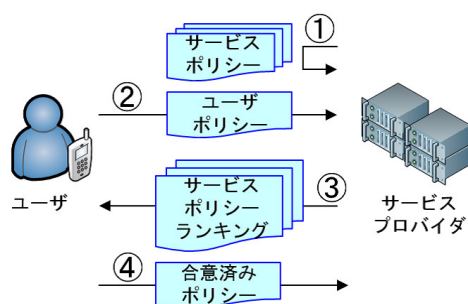 サービス
ポリシー
①
②
ユーザ
ポリシー
ユーザ
サービス
ポリシー
ランキング
③
サービス
プロバイダ
④
合意済み
ポリシー